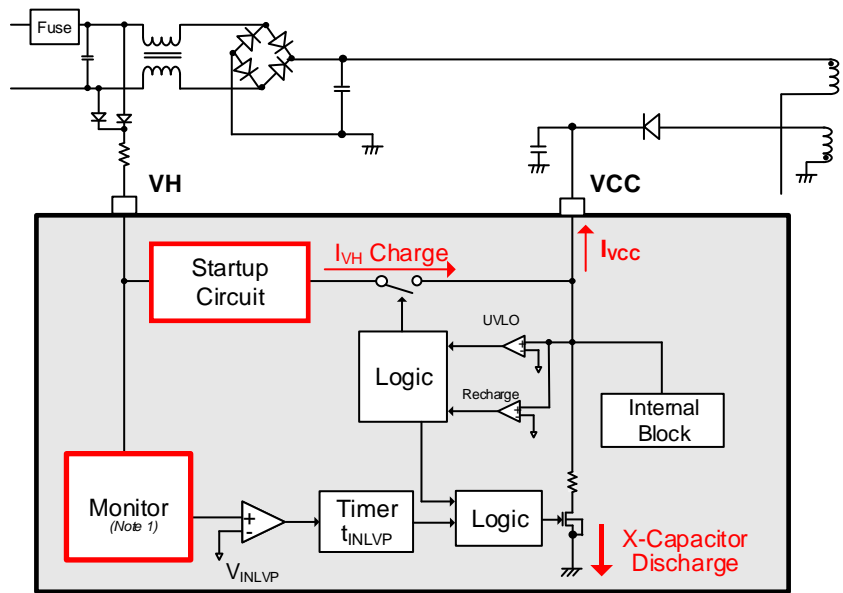 Fuse
VH
VCC
Startup
Circuit
IVH Charge
IVCC
UVLO
Logic
Recharge
Internal
Block
Monitor
(Note 1)
+
-
VINLVP
Timer
tINLVP
Logic
X-Capacitor
Discharge